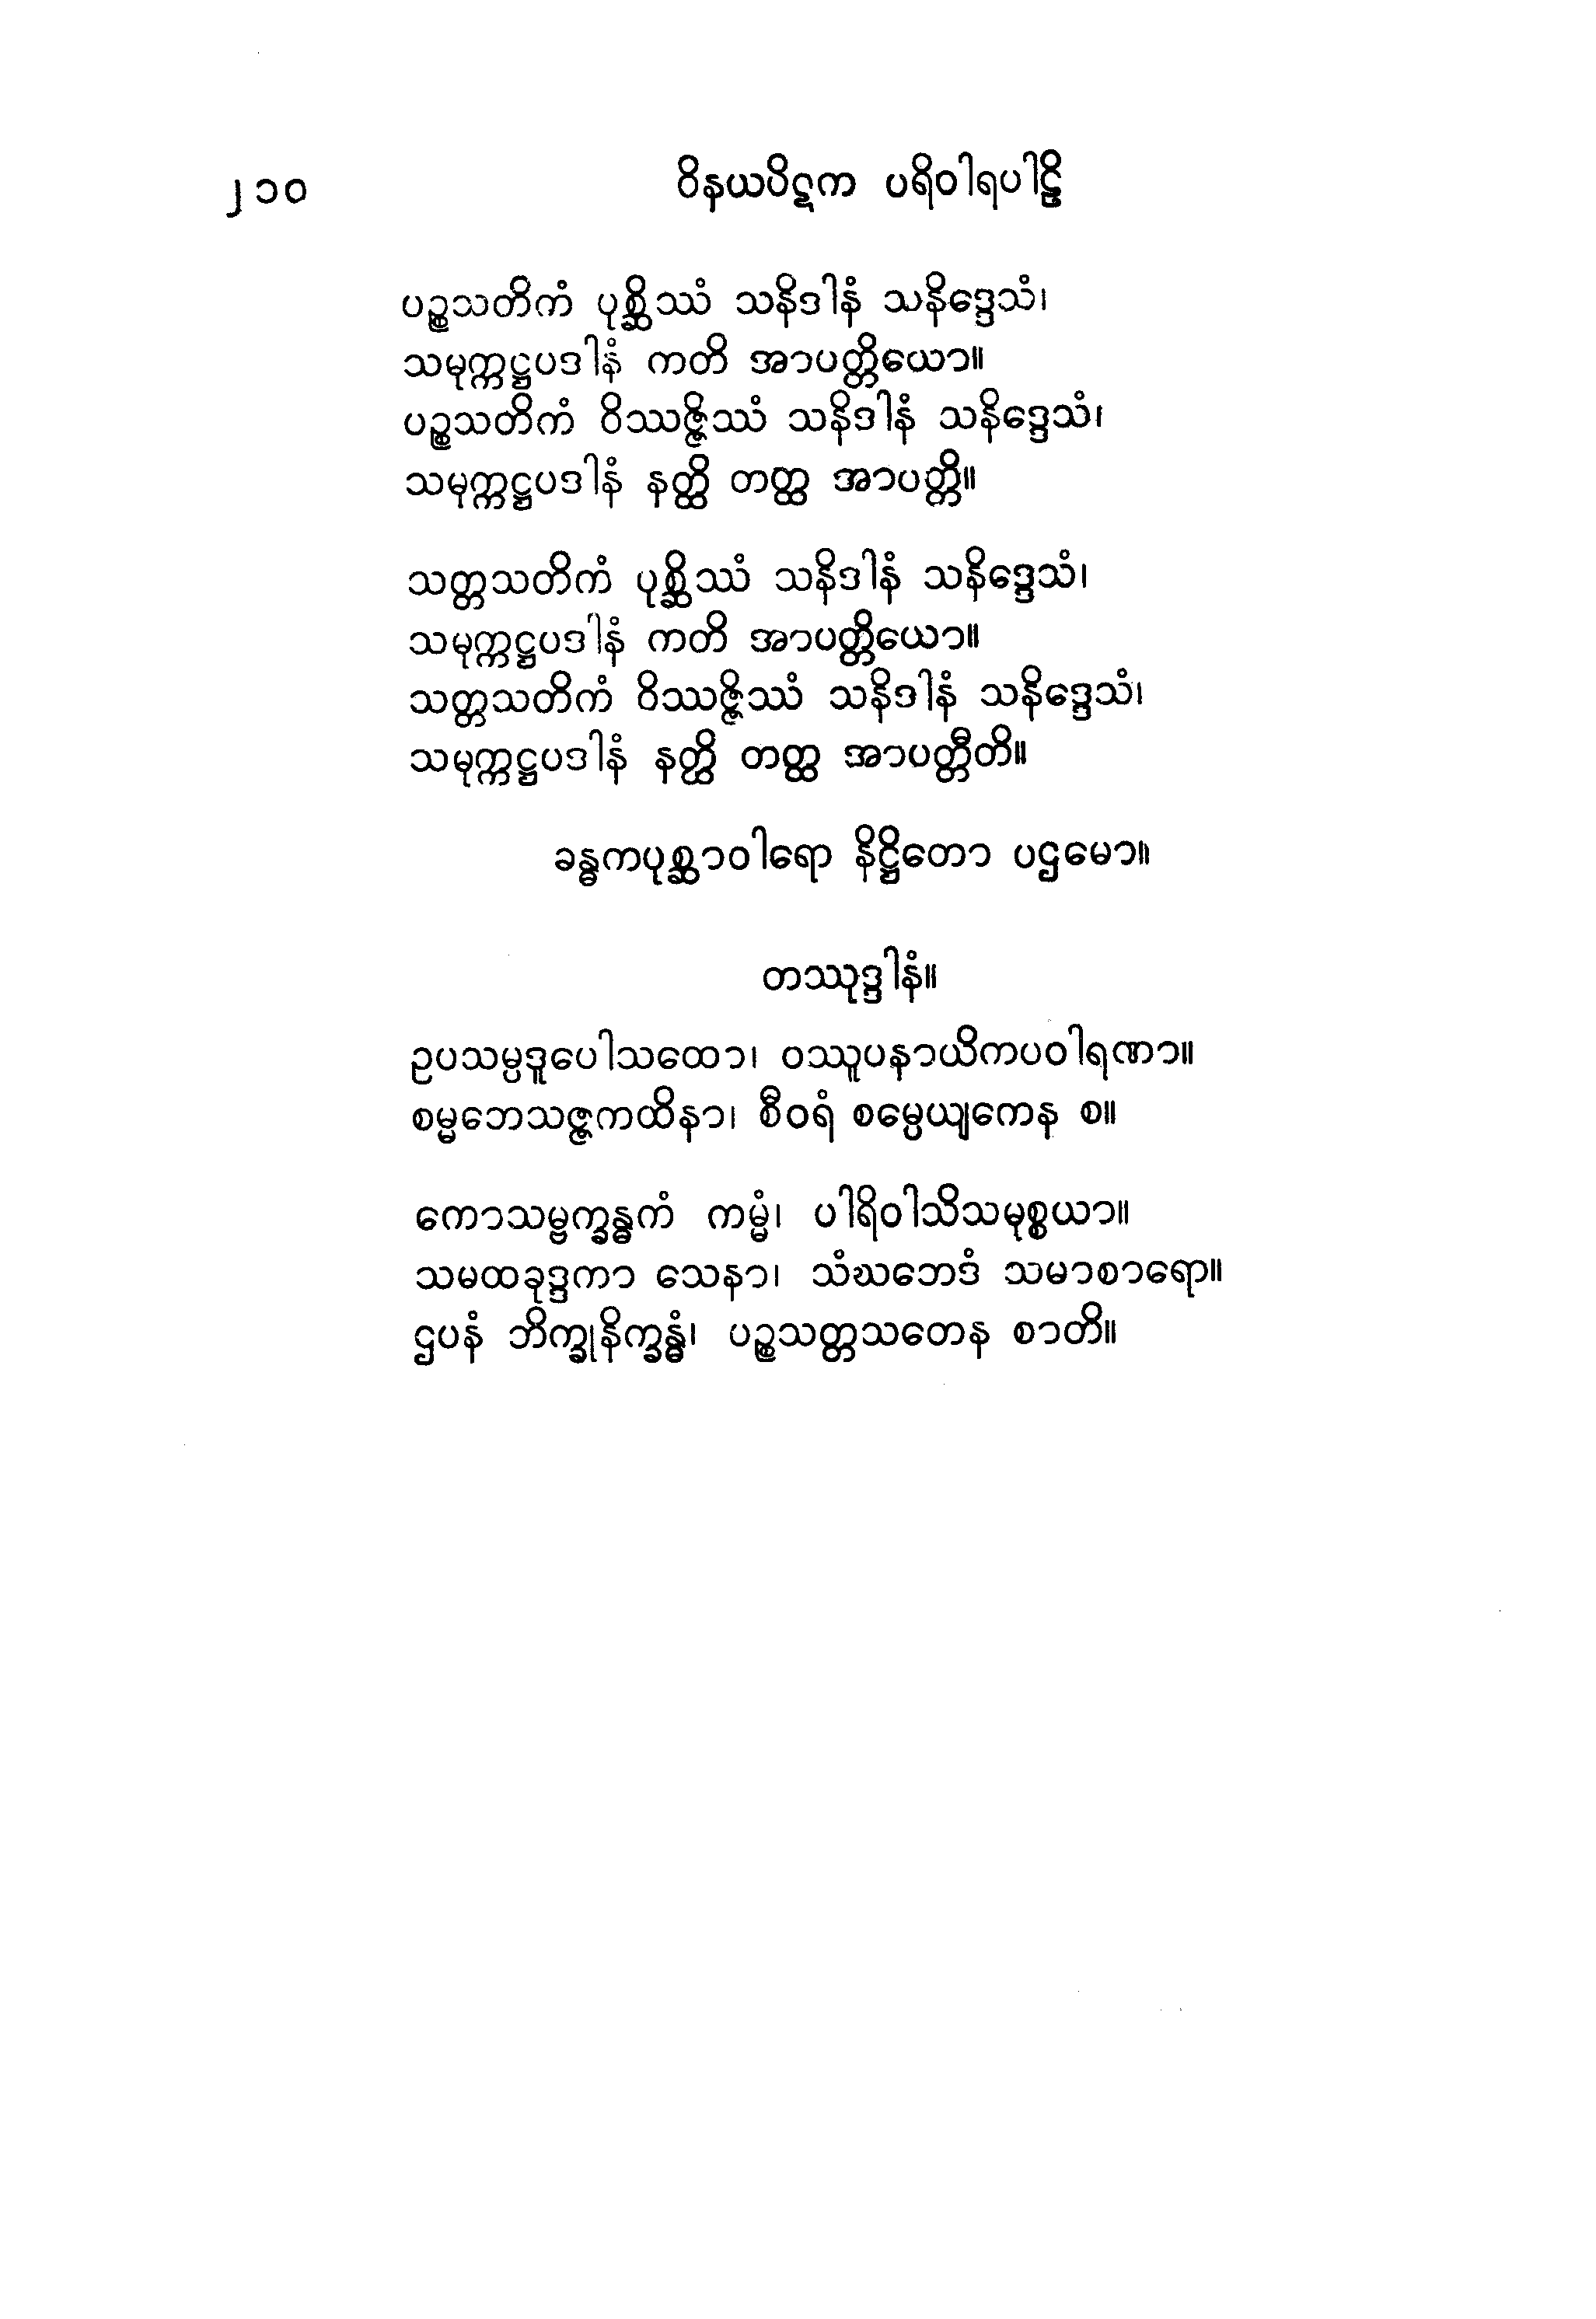 ၂၁၀ ဝိနယပိဋက ပရိဝါရပါဠိ
ပဉ္စသတိကံ ပုစ္ဆိဿံ သနိဒါနံ သနိဒ္ဒေသံ၊
သမုက္ကဋ္ဌပဒါနံ ကတိ အာပတ္တိယော။
ပဉ္စသတိကံ ဝိဿဇ္ဇိဿံ သနိဒါနံ သနိဒ္ဒေသံ၊
သမုက္ကဋ္ဌပဒါနံ နတ္ထိ တတ္ထ အာပတ္တိ။
သတ္တသတိကံ ပုစ္ဆိဿံ သနိဒါနံ သနိဒ္ဒေသံ၊
သမုက္ကဋ္ဌပဒါနံ ကတိ အာပတ္တိယော။
သတ္တသတိကံ ဝိဿဇ္ဇိဿံ သနိဒါနံ သနိဒ္ဒေသံ၊
သမုက္ကဋ္ဌပဒါနံ နတ္ထိ တတ္ထ အာပတ္တီတိ။
ခန္ဓကပုစ္ဆာဝါရော နိဋ္ဌိတော ပဌမော။
တဿုဒ္ဒါနံ။
ဥပသမ္ပဒူပေါသထော၊ ဝဿူပနာယိကပဝါရဏာ။
စမ္မဘေသဇ္ဇကထိနာ၊ စီဝရံ စမ္ပေယျကေန စ။
ကောသမ္ဗက္ခန္ဓကံ ကမ္မံ၊ ပါရိဝါသိသမုစ္စယာ။
သမထခုဒ္ဒကာ သေနာ၊ သံဃဘေဒံ သမာစာရော။
ဌပနံ ဘိက္ခုနိက္ခန္ဓံ၊ ပဉ္စသတ္တသတေန စာတိ။